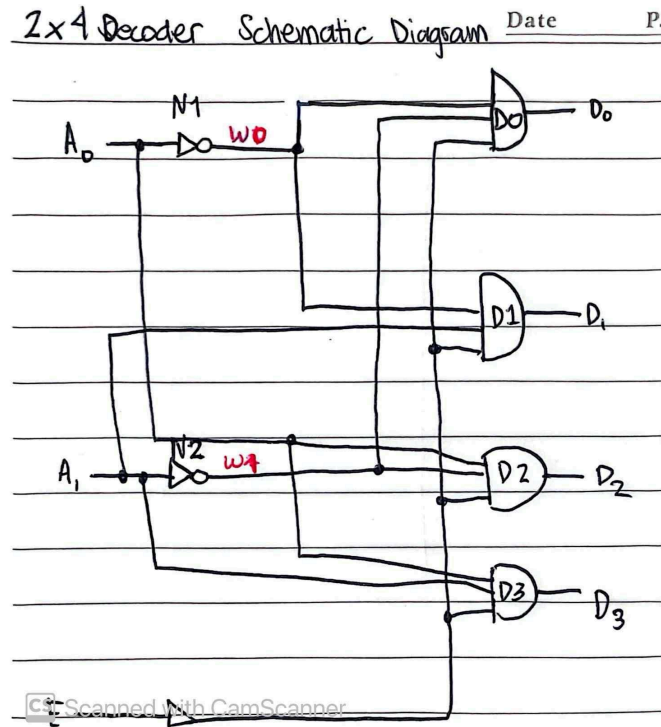 2x4 Decoder Schematic Diagram Date
N1
A0 W0 D0 D0
D1 D1
N2
A1 W1 D2 D2
D3 D3
CS Scanned with CamScanner